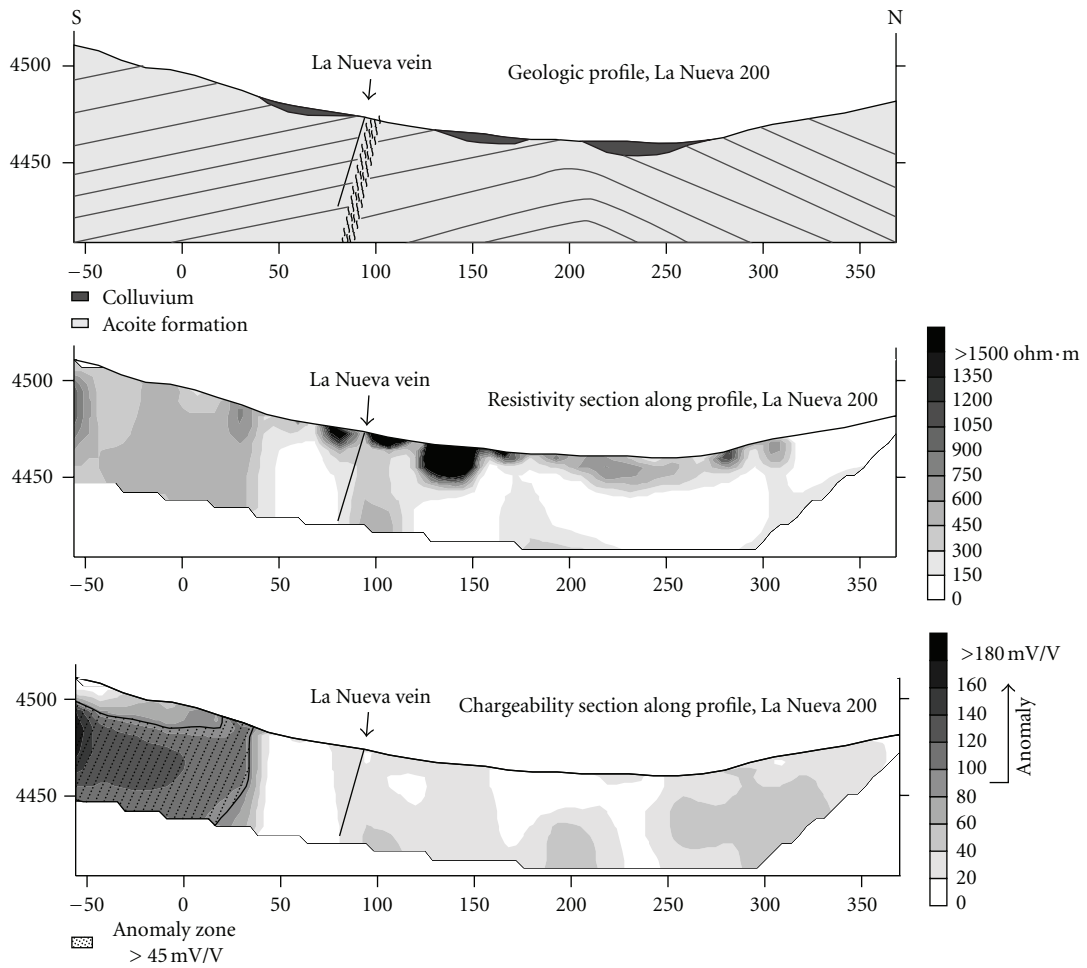 S
N
La Nueva vein
Geologic profile, La Nueva 200
4500
4450
−50 0 50 100 150 200 250 300 350
Colluvium
Acoite formation
La Nueva vein
Resistivity section along profile, La Nueva 200
4500
4450
−50 0 50 100 150 200 250 300 350
>1500 ohm·m
1350
1200
1050
900
750
600
450
300
150
0
La Nueva vein
Chargeability section along profile, La Nueva 200
4500
4450
−50 0 50 100 150 200 250 300 350
>180 mV/V
160
140
120
100
80
60
40
20
0
Anomaly
Anomaly zone
> 45 mV/V